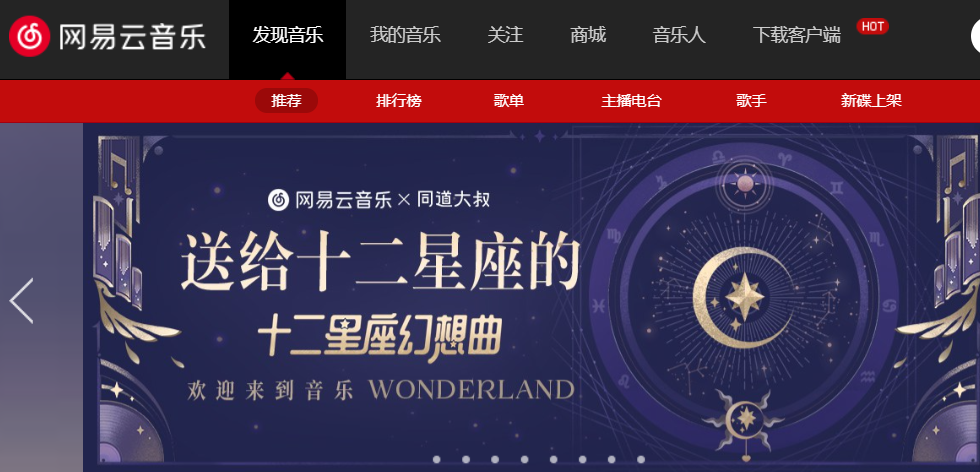 网易云音乐 发现音乐 我的音乐 关注 商城 音乐人 下载客户端 HOT
推荐 排行榜 歌单 主播电台 歌手 新碟上架
网易云音乐×同道大叔
送给十二星座的
十二星座幻想曲
欢迎来到音乐 WONDERLAND